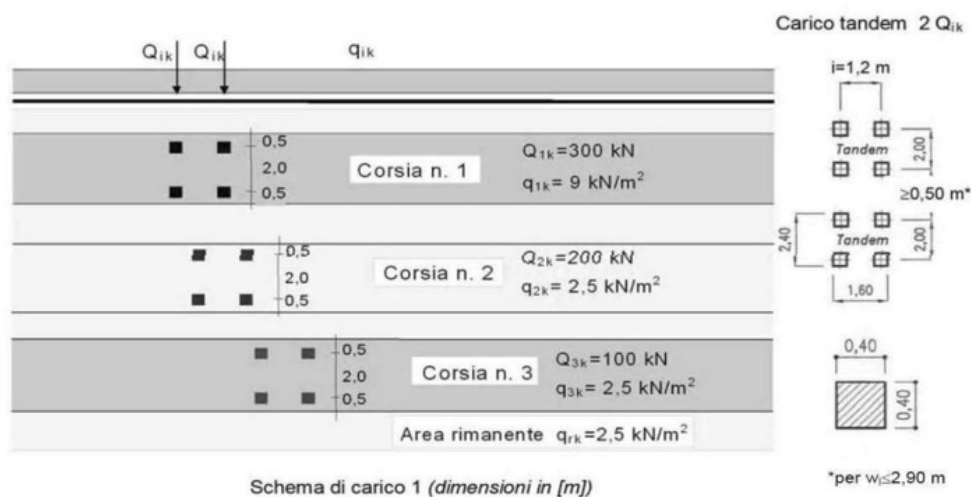 Carico tandem 2 Qik
Qik Qik qik
i=1,2 m
0,5
2,0
0,5
Corsia n. 1
Q1k=300 kN
q1k= 9 kN/m²
Tandem
2,00
≥0,50 m*
0,5
2,0
0,5
Corsia n. 2
Q2k=200 kN
q2k= 2,5 kN/m²
2,40
Tandem
2,00
1,60
0,5
2,0
0,5
Corsia n. 3
Q3k=100 kN
q3k= 2,5 kN/m²
0,40
0,40
Area rimanente qrk=2,5 kN/m²
*per wl≤2,90 m
Schema di carico 1 (dimensioni in [m])